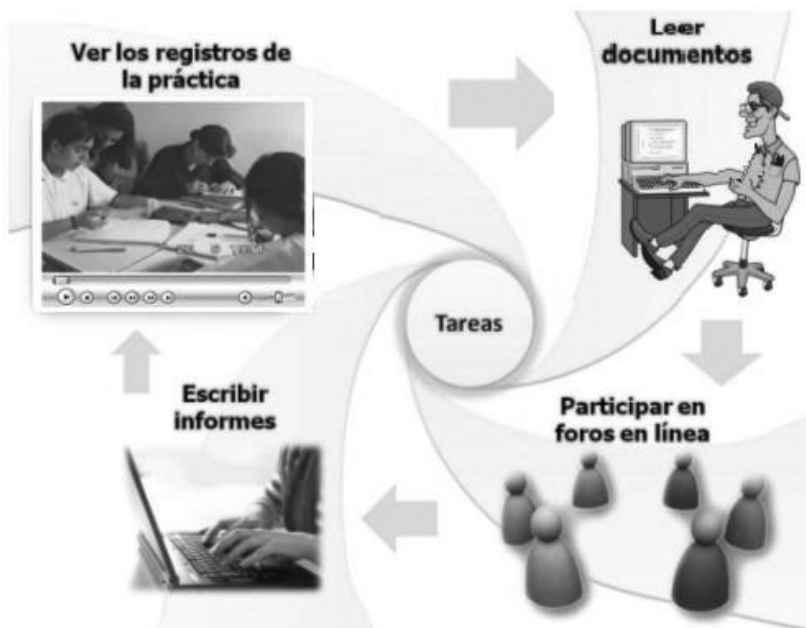 Ver los registros de
la práctica
Leer
documentos
Tareas
Participar en
foros en línea
Escribir
informes